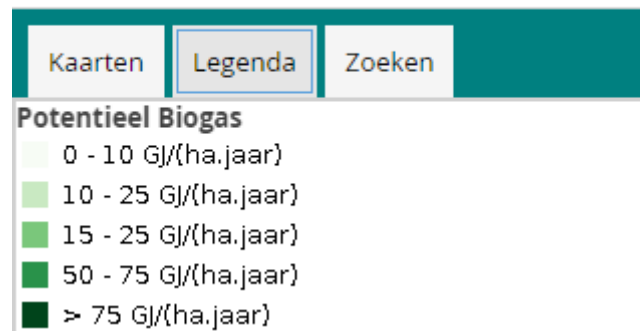 Kaarten Legenda Zoeken
Potentieel Biogas
0 - 10 GJ/(ha.jaar)
10 - 25 GJ/(ha.jaar)
15 - 25 GJ/(ha.jaar)
50 - 75 GJ/(ha.jaar)
> 75 GJ/(ha.jaar)